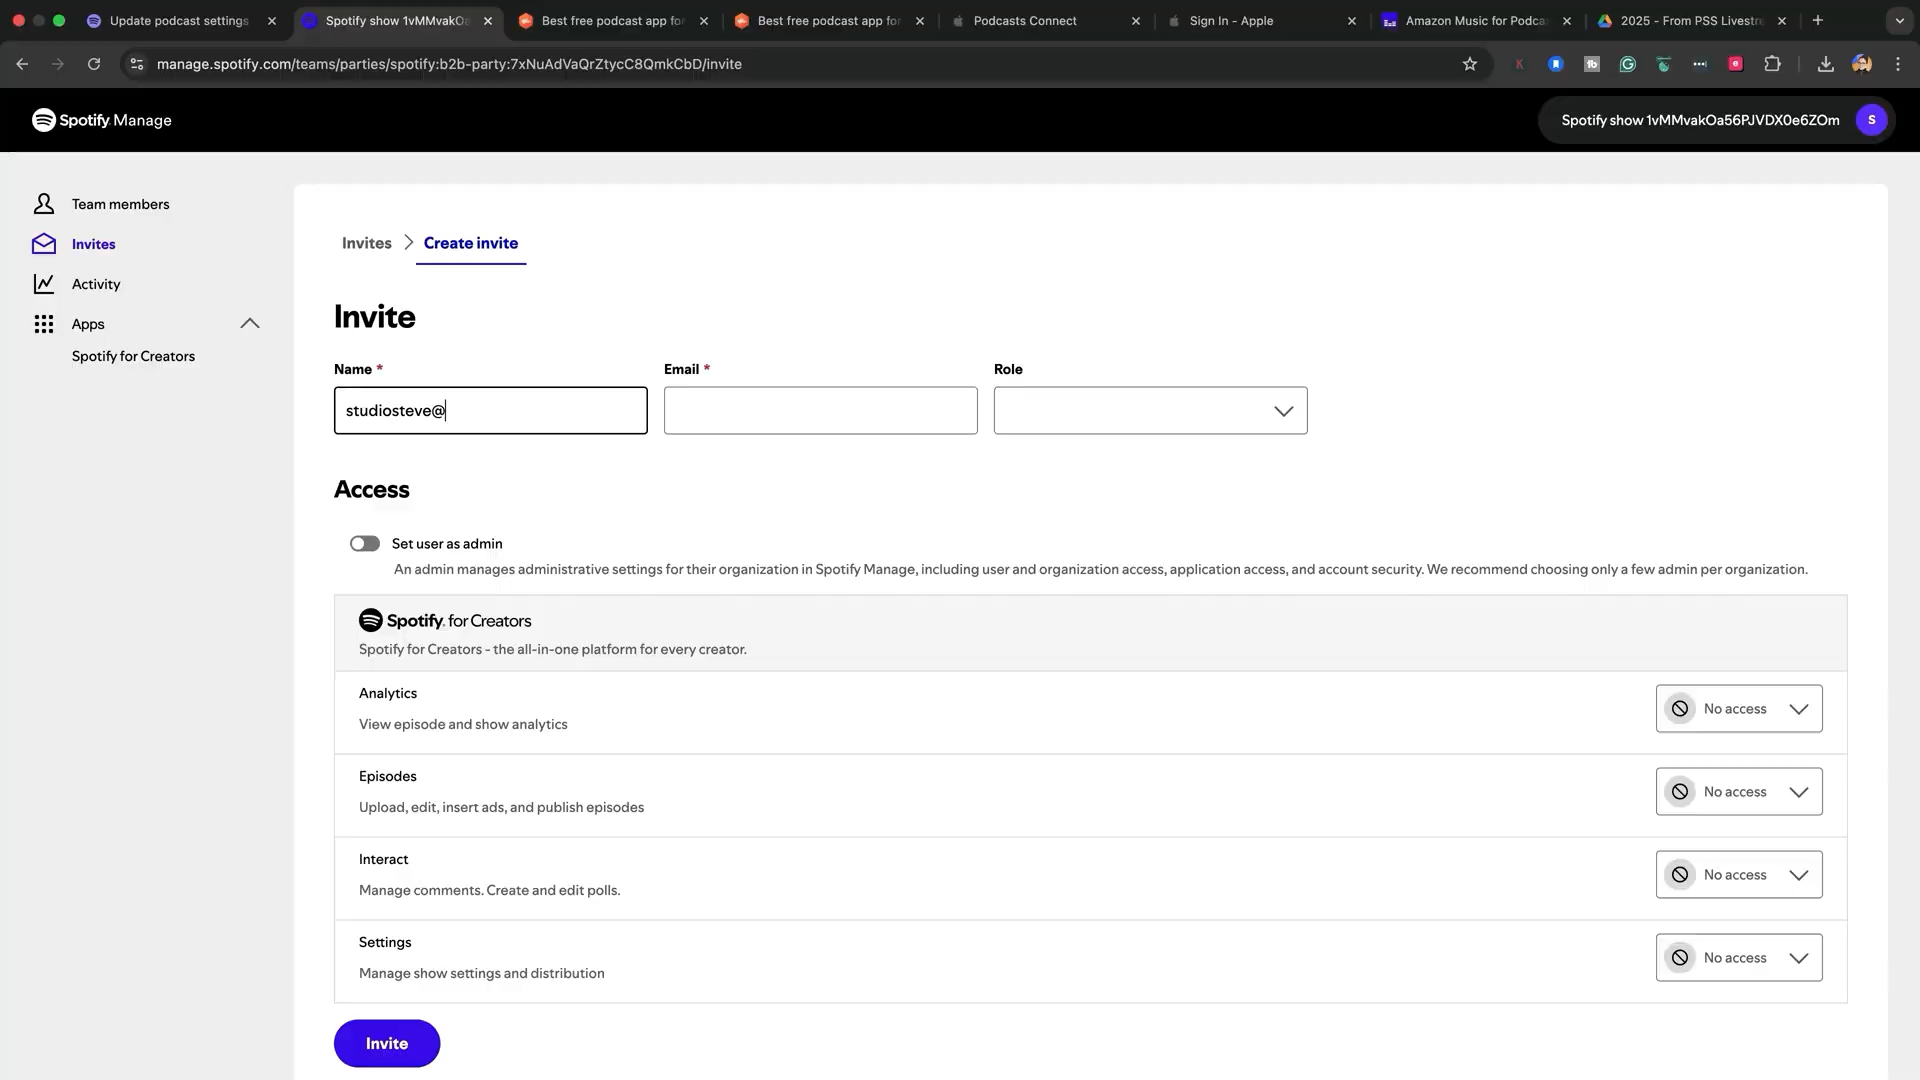 Update podcast settings
Spotify show 1vMMvakOa
Best free podcast app for
Best free podcast app for
Podcasts Connect
Sign In - Apple
Amazon Music for Podca
2025 - From PSS Livestre
manage.spotify.com/teams/parties/spotify:b2b-party:7xNuAdVaQrZtycC8QmkCbD/invite
Spotify Manage
Spotify show 1vMMvakOa56PJVDX0e6ZOm
S
Team members
Invites
Activity
Apps
Spotify for Creators
Invites
Create invite
Invite
Name *
Email *
Role
studiosteve@
Access
Set user as admin
An admin manages administrative settings for their organization in Spotify Manage, including user and organization access, application access, and account security. We recommend choosing only a few admin per organization.
Spotify for Creators
Spotify for Creators - the all-in-one platform for every creator.
Analytics
View episode and show analytics
No access
Episodes
Upload, edit, insert ads, and publish episodes
No access
Interact
Manage comments. Create and edit polls.
No access
Settings
Manage show settings and distribution
No access
Invite